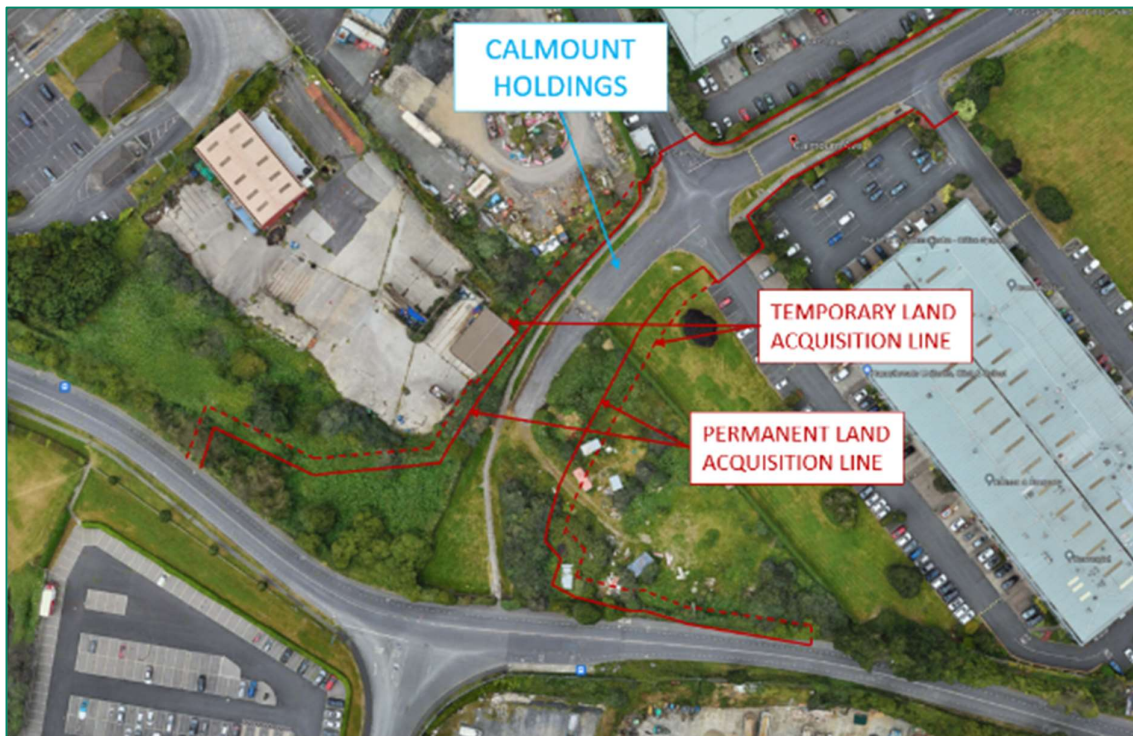 CALMOUNT
HOLDINGS
TEMPORARY LAND
ACQUISITION LINE
PERMANENT LAND
ACQUISITION LINE